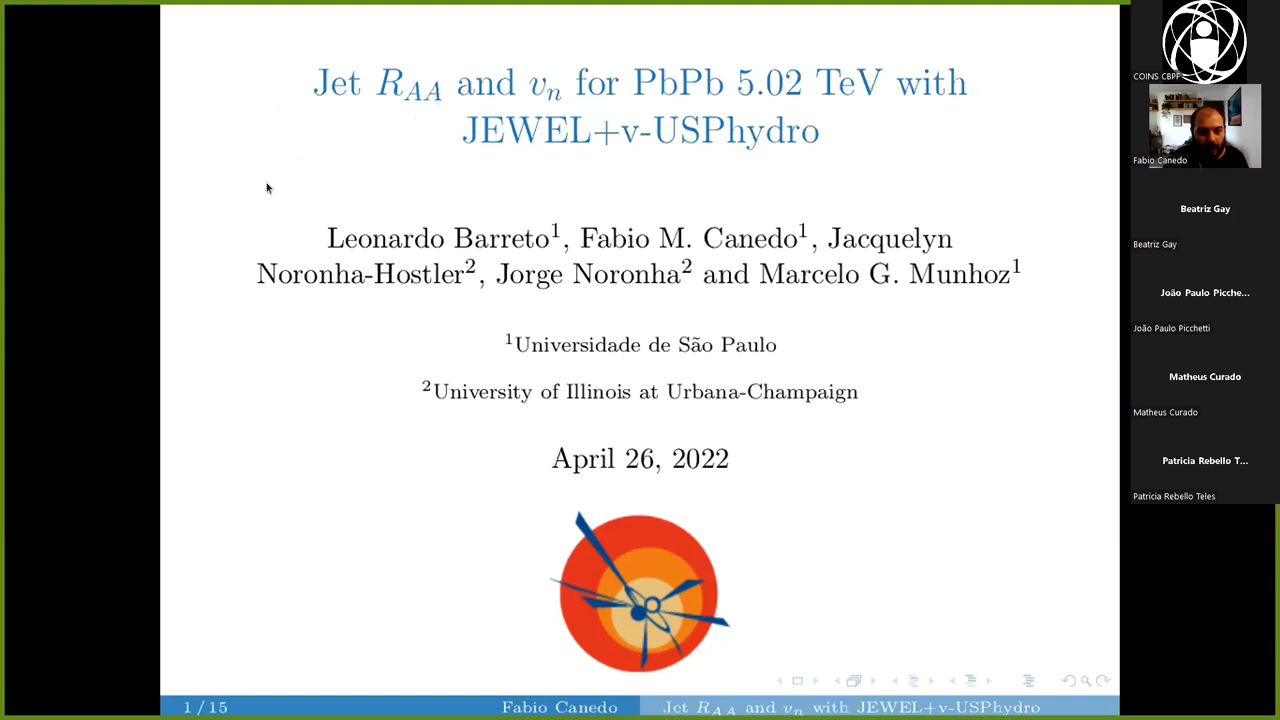 Jet R_AA and v_n for PbPb 5.02 TeV with
JEWEL+v-USPhydro
Leonardo Barreto¹, Fabio M. Canedo¹, Jacquelyn
Noronha-Hostler², Jorge Noronha² and Marcelo G. Munhoz¹
¹Universidade de São Paulo
²University of Illinois at Urbana-Champaign
April 26, 2022
1 / 15
Fabio Canedo
Jet R_AA and v_n with JEWEL+v-USPhydro
COINS CBPF
Fabio Canedo
Beatriz Gay
Beatriz Gay
João Paulo Picche...
João Paulo Picchetti
Matheus Curado
Matheus Curado
Patricia Rebello T...
Patricia Rebello Teles